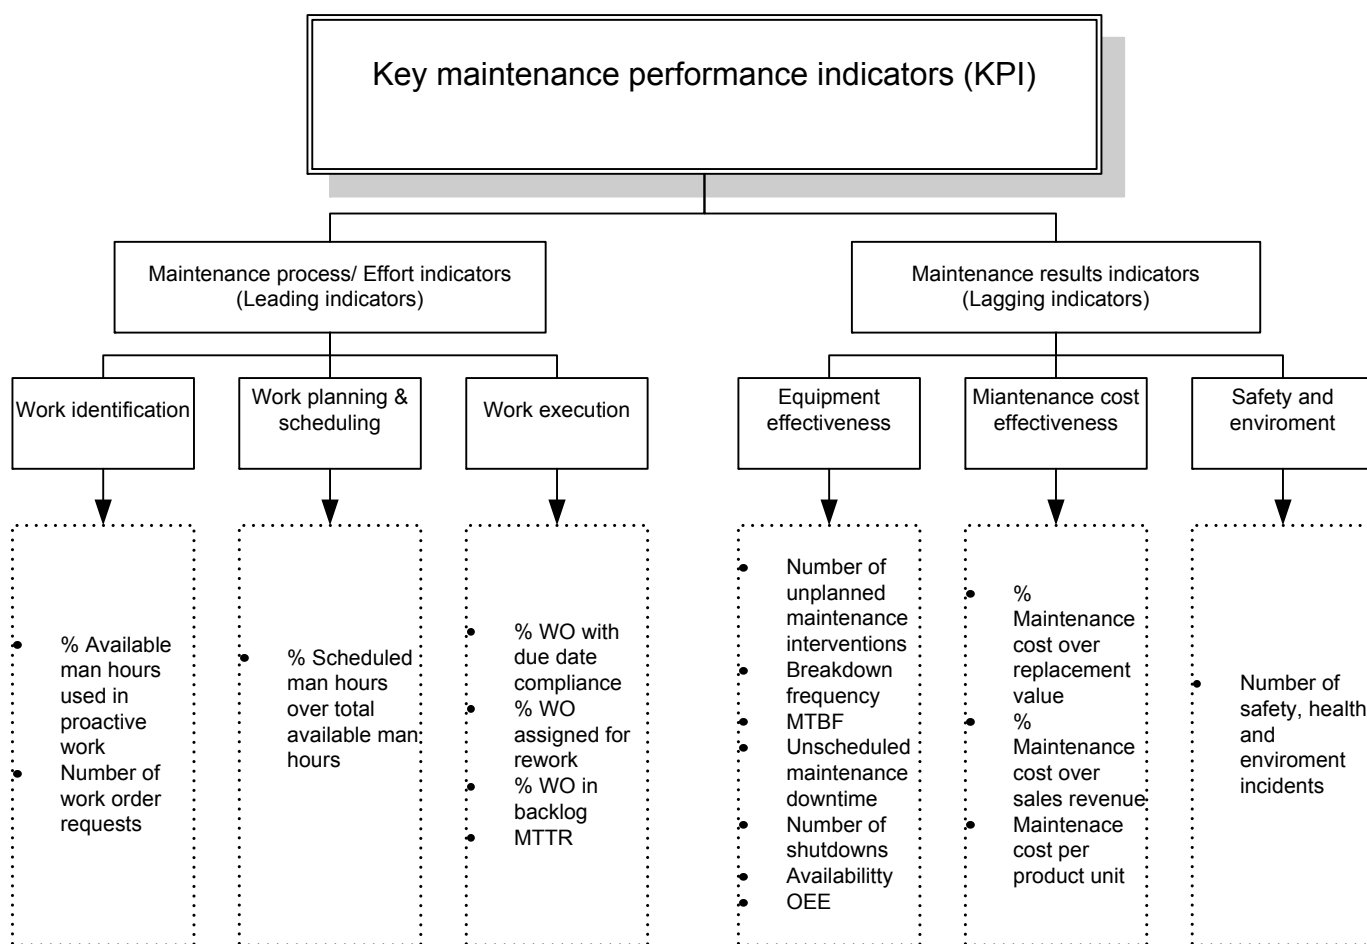 Key maintenance performance indicators (KPI)
Maintenance process/ Effort indicators
(Leading indicators)
Maintenance results indicators
(Lagging indicators)
Work identification
Work planning &
scheduling
Work execution
Equipment
effectiveness
Miantenance cost
effectiveness
Safety and
enviroment
• % Available
man hours
used in
proactive
work
• Number of
work order
requests
• % Scheduled
man hours
over total
available man
hours
• % WO with
due date
compliance
• % WO
assigned for
rework
• % WO in
backlog
• MTTR
• Number of
unplanned
maintenance
interventions
• Breakdown
frequency
• MTBF
• Unscheduled
maintenance
downtime
• Number of
shutdowns
• Availabilitty
• OEE
• %
Maintenance
cost over
replacement
value
• %
Maintenance
cost over
sales revenue
• Maintenace
cost per
product unit
• Number of
safety, health
and
enviroment
incidents